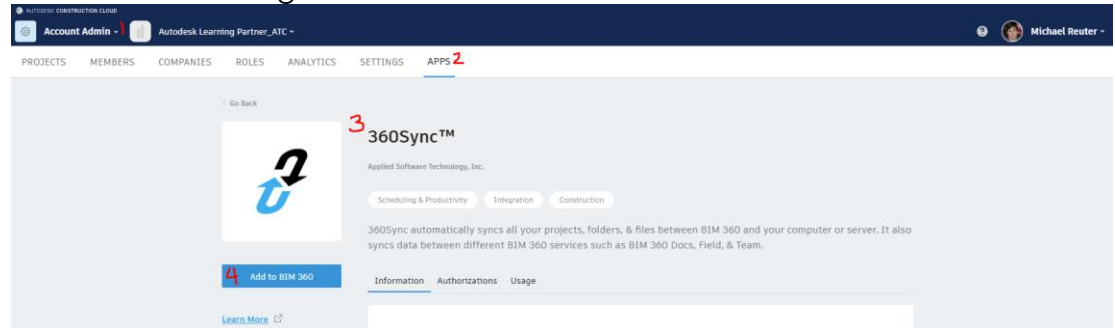 AUTODESK CONSTRUCTION CLOUD
Account Admin 1 Autodesk Learning Partner_ATC Michael Reuter
PROJECTS MEMBERS COMPANIES ROLES ANALYTICS SETTINGS APPS 2
Go Back
3 360Sync™
Applied Software Technology, Inc.
Scheduling & Productivity Integration Construction
360Sync automatically syncs all your projects, folders, & files between BIM 360 and your computer or server. It also
syncs data between different BIM 360 services such as BIM 360 Docs, Field, & Team.
4 Add to BIM 360
Information Authorizations Usage
Learn More